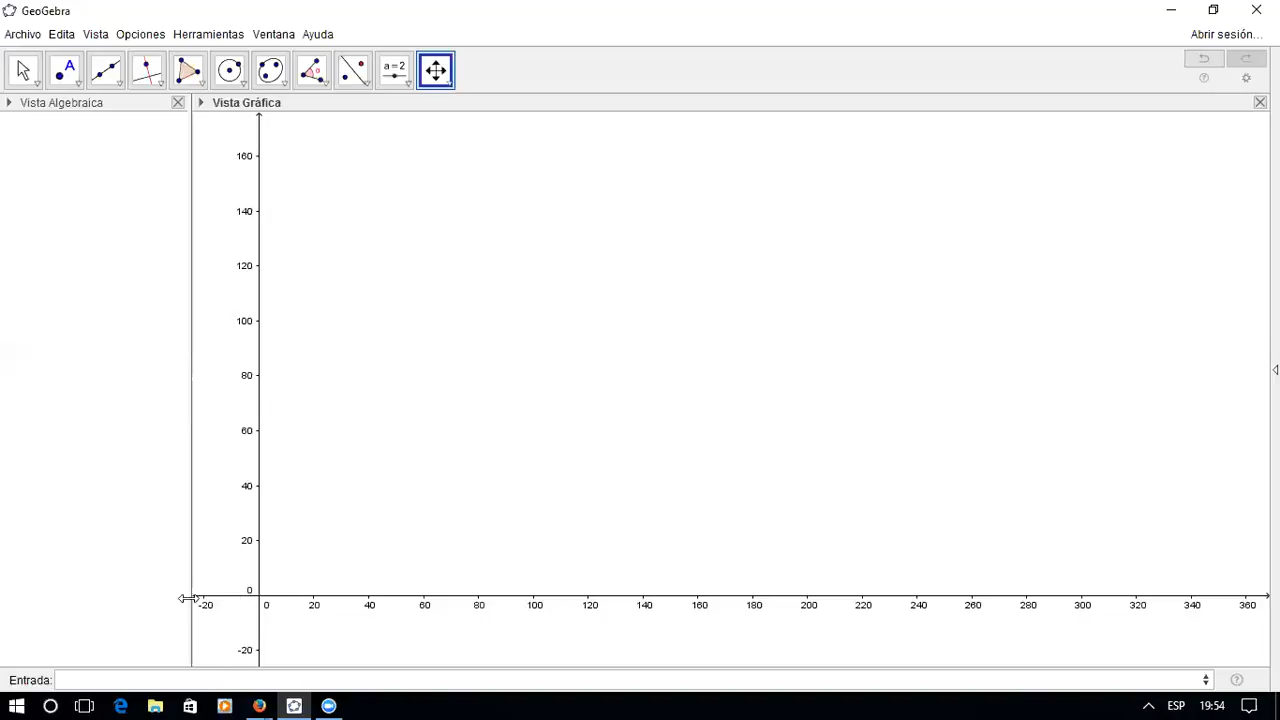 GeoGebra
Archivo Edita Vista Opciones Herramientas Ventana Ayuda Abrir sesión...
A a=2
Vista Algebraica Vista Gráfica
160
140
120
100
80
60
40
20
0
-20 0 20 40 60 80 100 120 140 160 180 200 220 240 260 280 300 320 340 360
-20
Entrada:
ESP 19:54